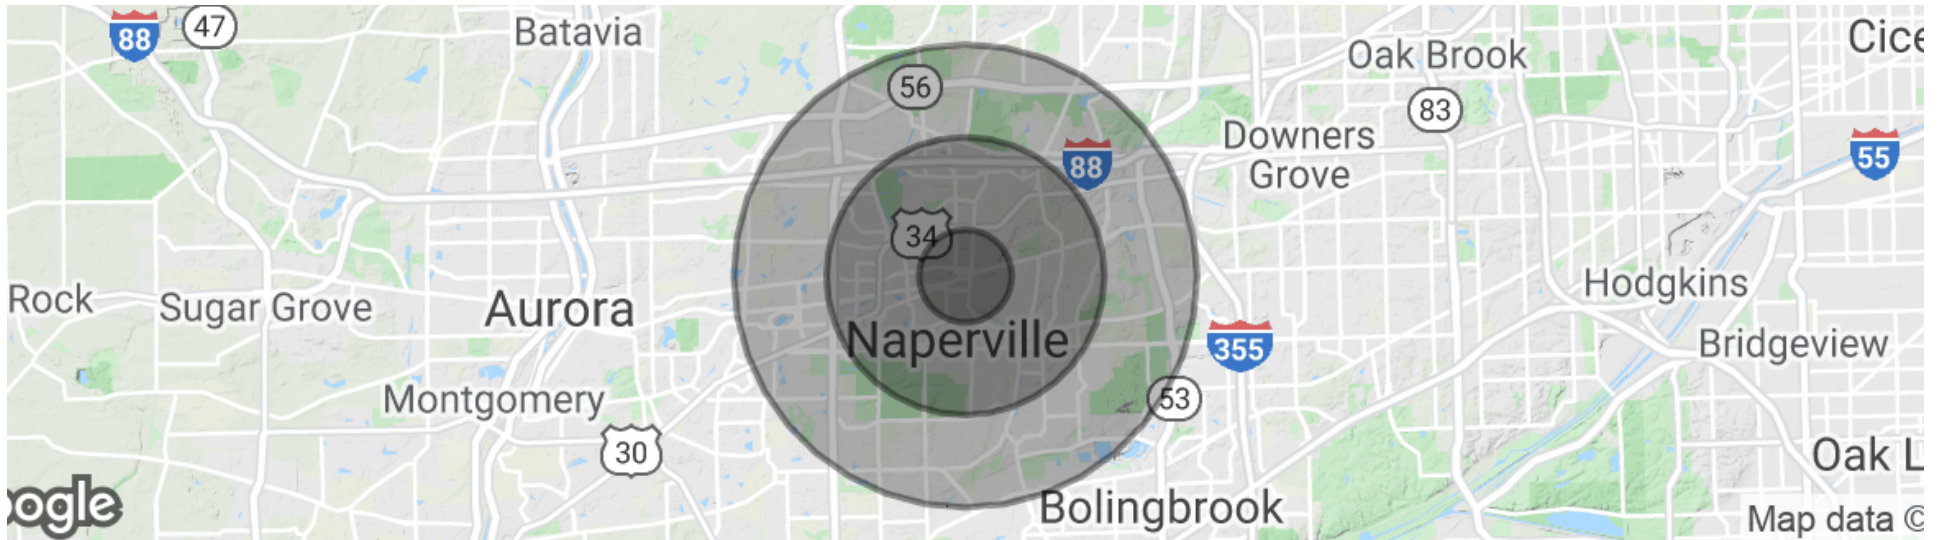 88
47
Batavia
Cice
Oak Brook
56
83
Downers
Grove
88
55
34
Rock
Sugar Grove
Aurora
Hodgkins
Naperville
355
Bridgeview
Montgomery
53
30
Oak L
oogle
Bolingbrook
Map data ©